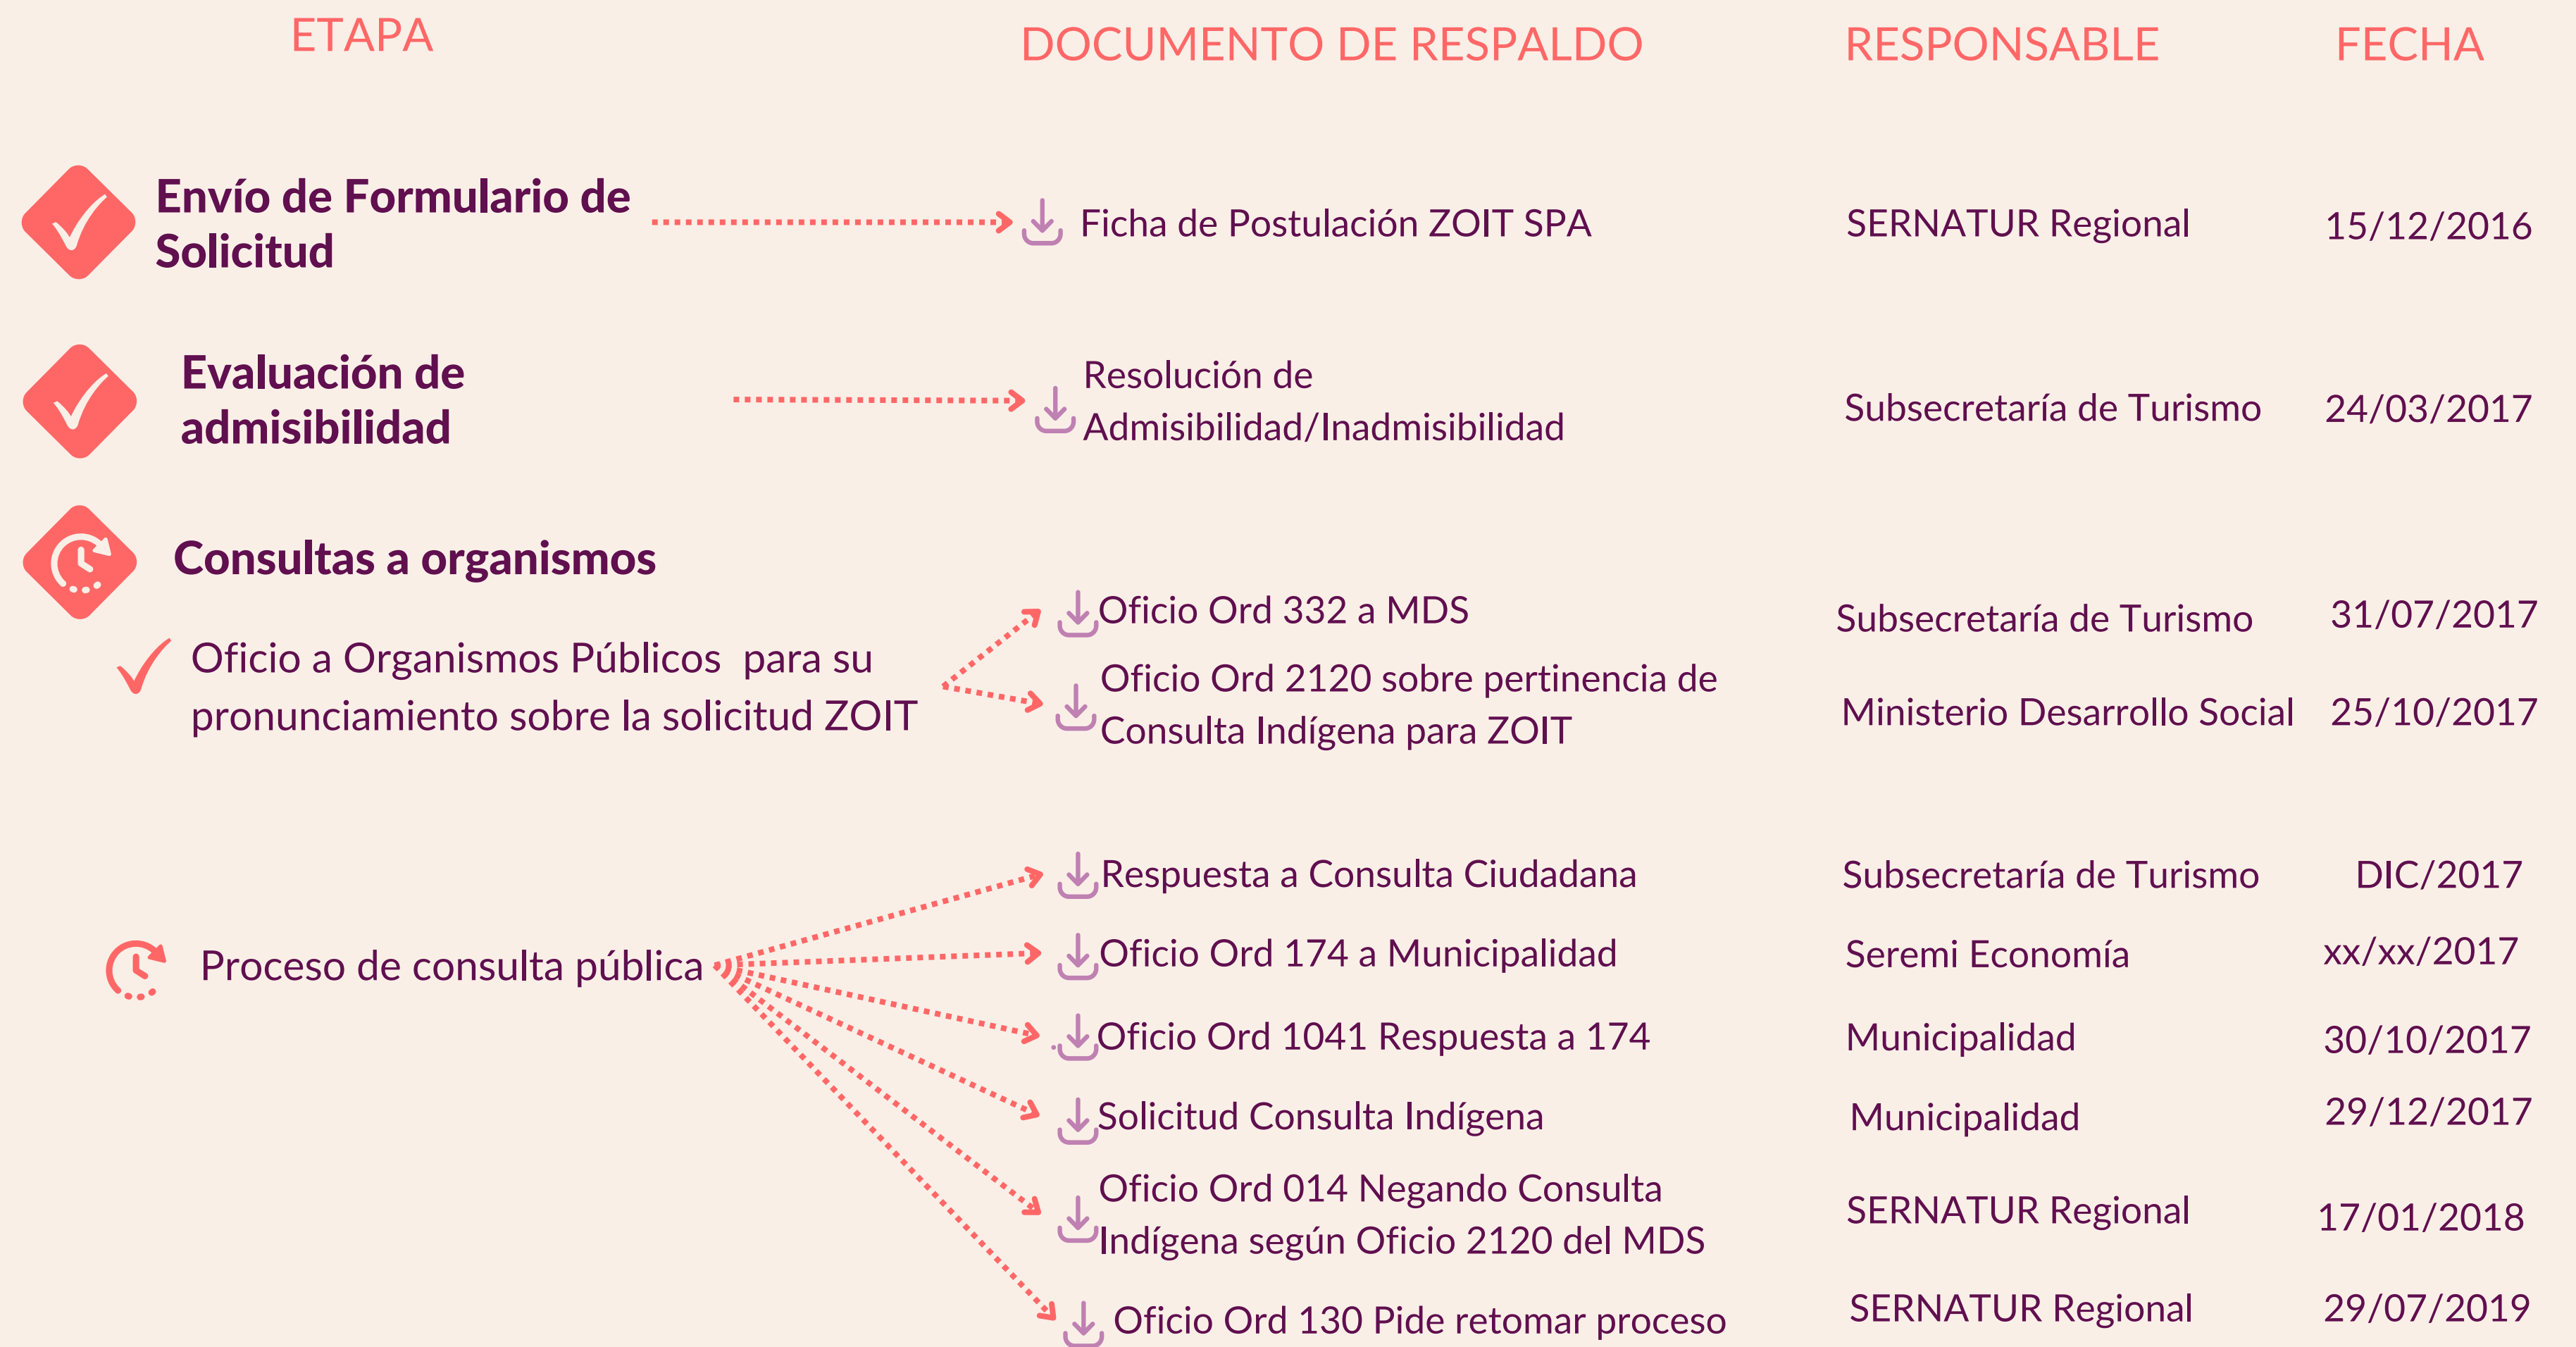 ETAPA DOCUMENTO DE RESPALDO RESPONSABLE FECHA
Envío de Formulario de
Solicitud
Ficha de Postulación ZOIT SPA SERNATUR Regional 15/12/2016
Evaluación de
admisibilidad
Resolución de
Admisibilidad/Inadmisibilidad
Subsecretaría de Turismo 24/03/2017
Consultas a organismos
Oficio a Organismos Públicos para su
pronunciamiento sobre la solicitud ZOIT
Oficio Ord 332 a MDS Subsecretaría de Turismo 31/07/2017
Oficio Ord 2120 sobre pertinencia de
Consulta Indígena para ZOIT
Ministerio Desarrollo Social 25/10/2017
Proceso de consulta pública
Respuesta a Consulta Ciudadana Subsecretaría de Turismo DIC/2017
Oficio Ord 174 a Municipalidad Seremi Economía xx/xx/2017
Oficio Ord 1041 Respuesta a 174 Municipalidad 30/10/2017
Solicitud Consulta Indígena Municipalidad 29/12/2017
Oficio Ord 014 Negando Consulta
Indígena según Oficio 2120 del MDS
SERNATUR Regional 17/01/2018
Oficio Ord 130 Pide retomar proceso SERNATUR Regional 29/07/2019